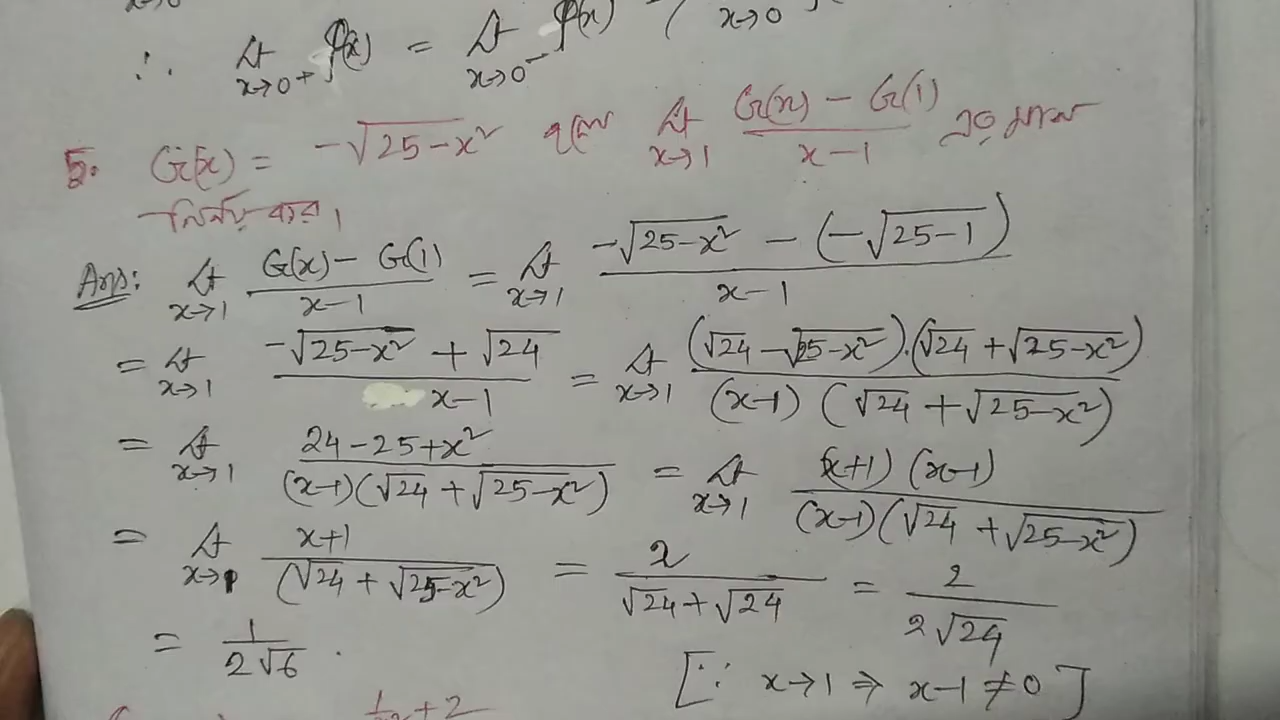 ∴ Lt x→0+ f(x) = Lt x→0- f(x) ( x→0
5. G(x) = -√(25-x²) হলে Lt x→1 (G(x) - G(1))/(x-1) এর মান
নির্ণয় কর।
Ans: Lt x→1 (G(x) - G(1))/(x-1) = Lt x→1 (-√(25-x²) - (-√(25-1)))/(x-1)
= Lt x→1 (-√(25-x²) + √24)/(x-1) = Lt x→1 ((√24 - √(25-x²)).(√24 + √(25-x²)))/((x-1) (√24 + √(25-x²)))
= Lt x→1 (24-25+x²)/((x-1)(√24 + √(25-x²))) = Lt x→1 ((x+1) (x-1))/((x-1)(√24 + √(25-x²)))
= Lt x→1 (x+1)/(√24 + √(25-x²)) = 2/(√24+√24) = 2/(2√24)
= 1/(2√6) .
[∵ x→1 ⇒ x-1 ≠ 0]
+2